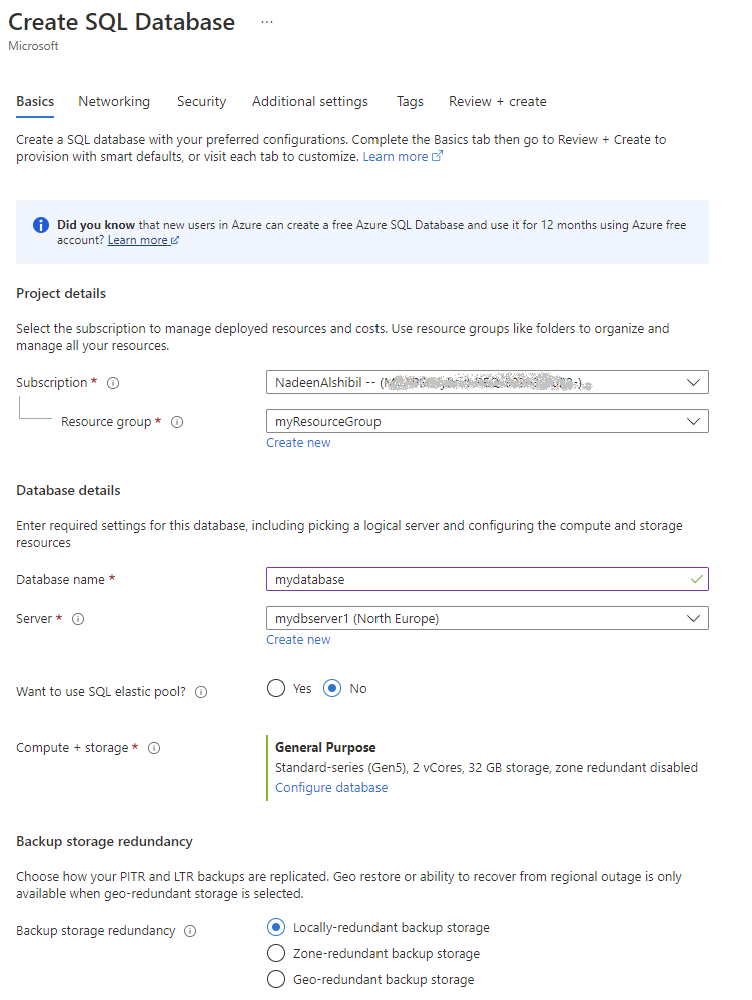 Create SQL Database ...
Microsoft
Basics Networking Security Additional settings Tags Review + create
Create a SQL database with your preferred configurations. Complete the Basics tab then go to Review + Create to
provision with smart defaults, or visit each tab to customize. Learn more
Did you know that new users in Azure can create a free Azure SQL Database and use it for 12 months using Azure free
account? Learn more
Project details
Select the subscription to manage deployed resources and costs. Use resource groups like folders to organize and
manage all your resources.
Subscription * NadeenAlshibil -- (
Resource group * myResourceGroup
Create new
Database details
Enter required settings for this database, including picking a logical server and configuring the compute and storage
resources
Database name * mydatabase
Server * mydbserver1 (North Europe)
Create new
Want to use SQL elastic pool? Yes No
Compute + storage * General Purpose
Standard-series (Gen5), 2 vCores, 32 GB storage, zone redundant disabled
Configure database
Backup storage redundancy
Choose how your PITR and LTR backups are replicated. Geo restore or ability to recover from regional outage is only
available when geo-redundant storage is selected.
Backup storage redundancy Locally-redundant backup storage
Zone-redundant backup storage
Geo-redundant backup storage